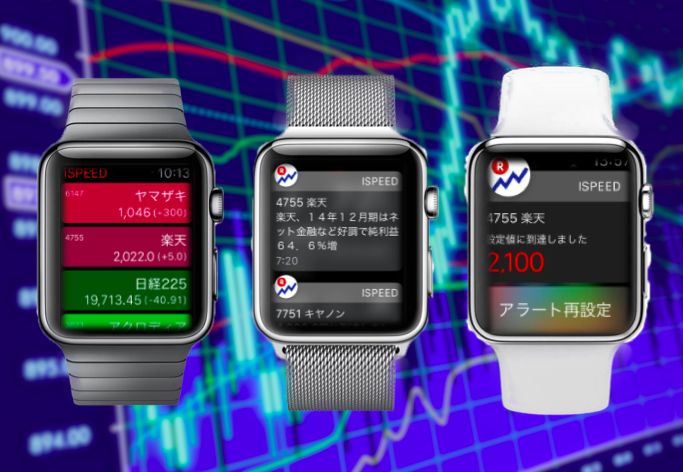 900.00
899.00
899.00
895.0
894.00
ISPEED 10:13
6147 ヤマザキ
1,046 (+300)
4755 楽天
2,022.0 (+5.0)
日経225
19,713.45 (-40.91)
アクロディア
R ISPEED
4755 楽天
楽天、１４年１２月期はネ
ット金融など好調で純利益
６４．６％増
7:20
R ISPEED
7751 キヤノン
13:57
R ISPEED
4755 楽天
設定値に到達しました
2,100
アラート再設定